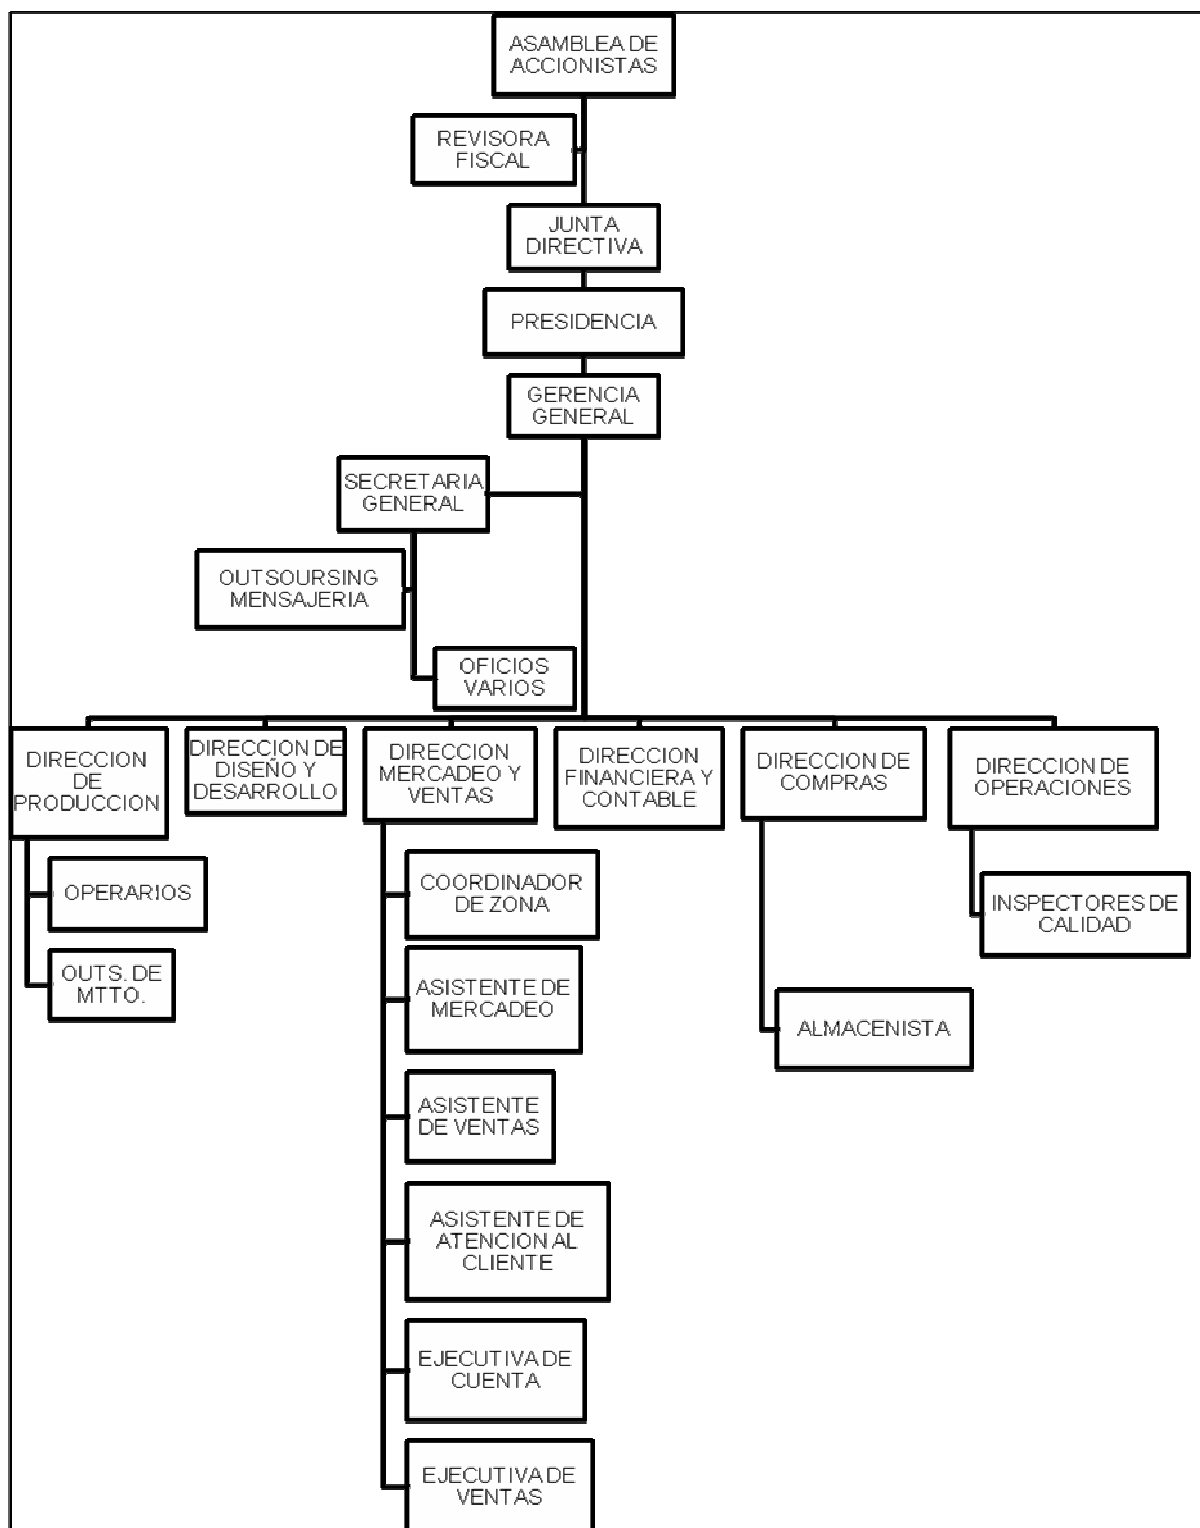 ASAMBLEA DE
ACCIONISTAS
REVISORA
FISCAL
JUNTA
DIRECTIVA
PRESIDENCIA
GERENCIA
GENERAL
SECRETARIA
GENERAL
OUTSOURSING
MENSAJERIA
OFICIOS
VARIOS
DIRECCION
DE
PRODUCCION
DIRECCION DE
DISEÑO Y
DESARROLLO
DIRECCION
MERCADEO Y
VENTAS
DIRECCION
FINANCIERA Y
CONTABLE
DIRECCION DE
COMPRAS
DIRECCION DE
OPERACIONES
OPERARIOS
OUTS. DE
MTTO.
COORDINADOR
DE ZONA
ASISTENTE DE
MERCADEO
ASISTENTE
DE VENTAS
ASISTENTE DE
ATENCION AL
CLIENTE
EJECUTIVA DE
CUENTA
EJECUTIVA DE
VENTAS
ALMACENISTA
INSPECTORES DE
CALIDAD